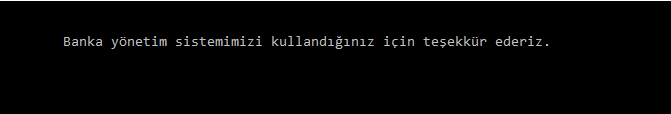 Banka yönetim sistemimizi kullandığınız için teşekkür ederiz.